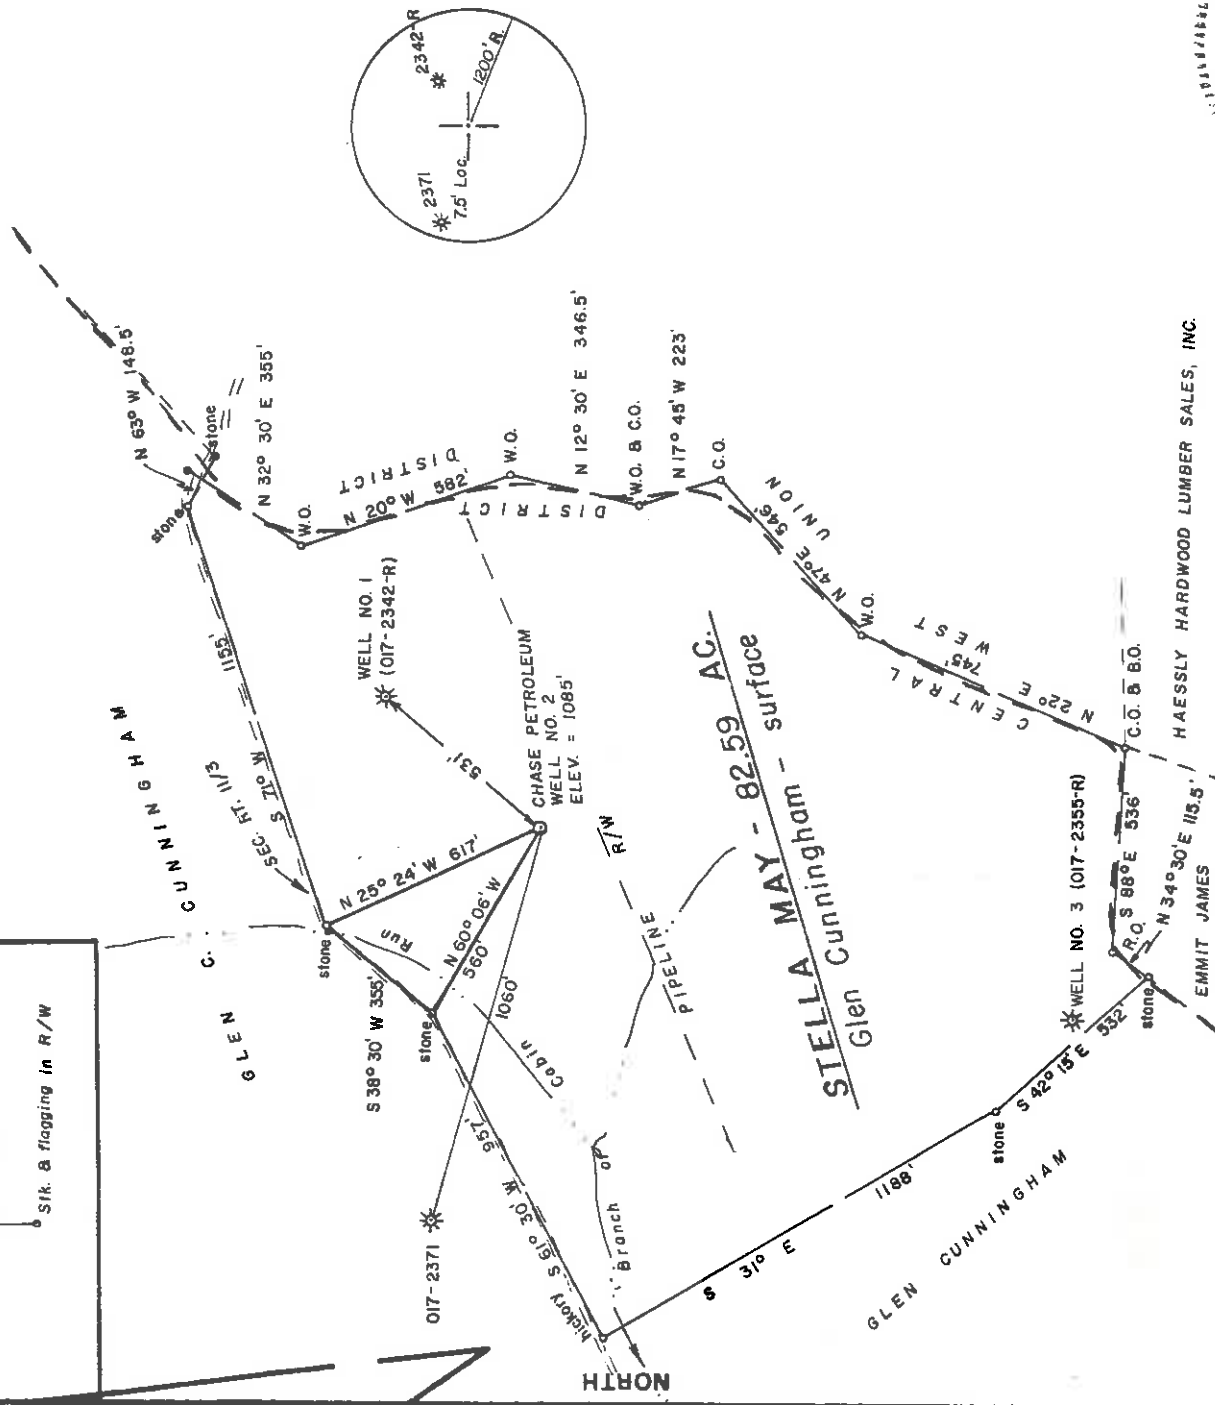 2342-R
1200' R.
2371
7.5' Loc.
N 63° W 148.5'
stone
N 32° 30' E 355'
stone
W.O.
DISTRICT
N 20° W 582'
DISTRICT
W.O.
N 12° 30' E 346.5'
W.O. & C.O.
N 17° 45' W 223'
C.O.
N 47° E 546'
UNION
W.O.
WEST
745'
CENTRAL
N 22° E
C.O. & B.O.
HAESSLY HARDWOOD LUMBER SALES, INC.
GLEN C. CUNNINGHAM
1155'
SEC. RT. 11/3
S 71° W
WELL NO. 1
(017-2342-R)
531'
CHASE PETROLEUM
WELL NO. 2
ELEV. = 1085'
N 25° 24' W 617'
stone
Run
N 60° 06' W
560'
1060'
S 38° 30' W 355'
stone
Cabin
R/W
PIPELINE
STELLA MAY - 82.59 AC.
Glen Cunningham - surface
Stk. & flagging in R/W
017-2371
957'
S 61° 30' W
hickory
Branch of
NORTH
S 31° E
1188'
stone
GLEN CUNNINGHAM
S 42° 15' E 532'
WELL NO. 3 (017-2355-R)
stone
R.O.
S 88° E 536'
N 34° 30' E 115.5'
EMMIT JAMES